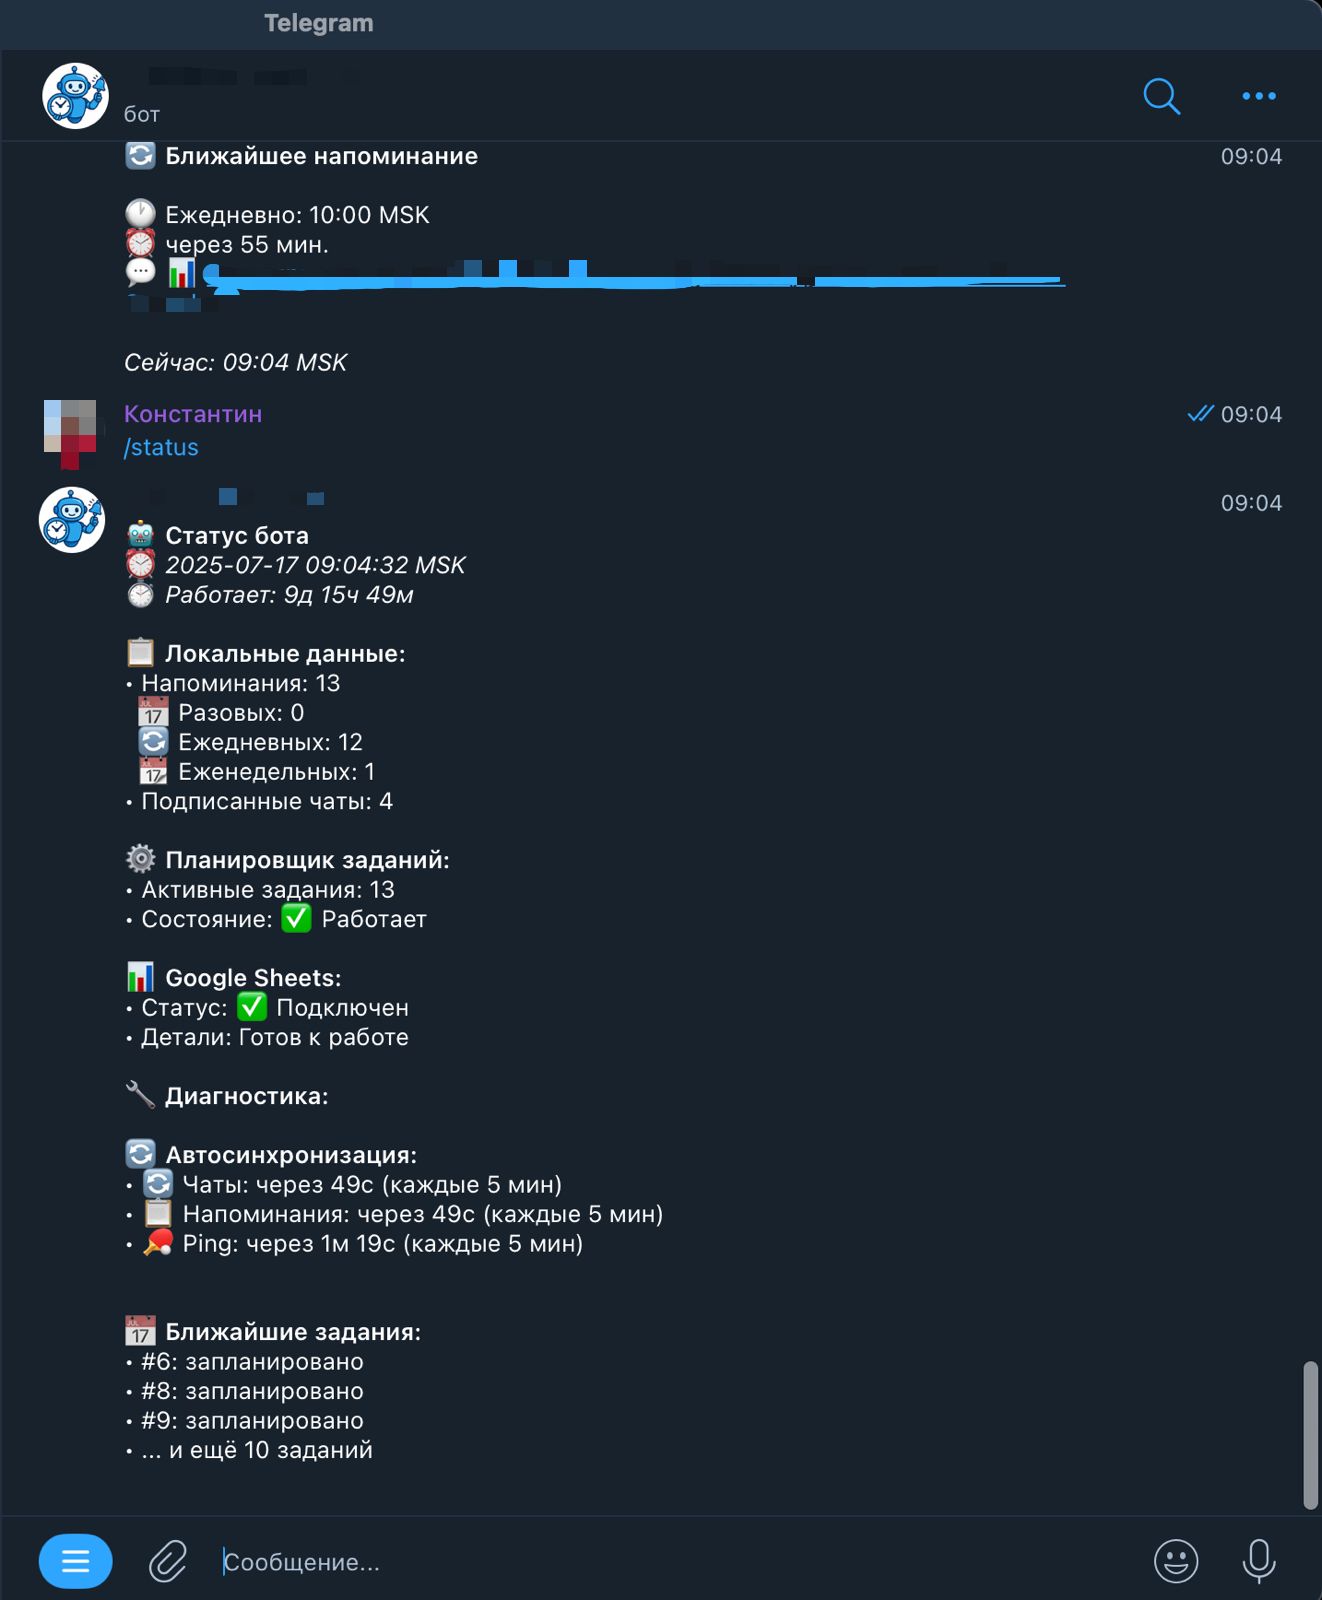 Telegram
бот
Ближайшее напоминание
09:04
Ежедневно: 10:00 MSK
через 55 мин.
Сейчас: 09:04 MSK
Константин
09:04
/status
09:04
Статус бота
2025-07-17 09:04:32 MSK
Работает: 9д 15ч 49м
Локальные данные:
• Напоминания: 13
JUL 17 Разовых: 0
Ежедневных: 12
17 Еженедельных: 1
• Подписанные чаты: 4
Планировщик заданий:
• Активные задания: 13
• Состояние: ✅ Работает
Google Sheets:
• Статус: ✅ Подключен
• Детали: Готов к работе
Диагностика:
Автосинхронизация:
• Чаты: через 49с (каждые 5 мин)
• Напоминания: через 49с (каждые 5 мин)
• Ping: через 1м 19с (каждые 5 мин)
JUL 17 Ближайшие задания:
• #6: запланировано
• #8: запланировано
• #9: запланировано
• ... и ещё 10 заданий
Сообщение...